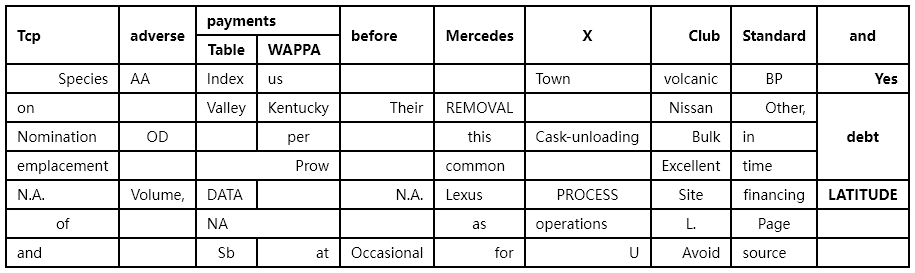 Tcp adverse payments before Mercedes X Club Standard and
Table WAPPA
Species AA Index us Town volcanic BP Yes
on Valley Kentucky Their REMOVAL Nissan Other,
Nomination OD per this Cask-unloading Bulk in debt
emplacement Prow common Excellent time
N.A. Volume, DATA N.A. Lexus PROCESS Site financing LATITUDE
of NA as operations L. Page
and Sb at Occasional for U Avoid source